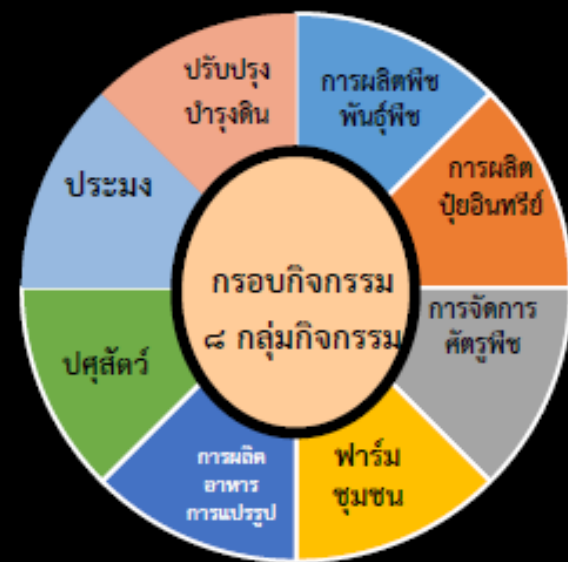 กรอบกิจกรรม
๘ กลุ่มกิจกรรม
การผลิตพืช
พันธุ์พืช
การผลิต
ปุ๋ยอินทรีย์
การจัดการ
ศัตรูพืช
ฟาร์ม
ชุมชน
การผลิต
อาหาร
การแปรรูป
ปศุสัตว์
ประมง
ปรับปรุง
บำรุงดิน